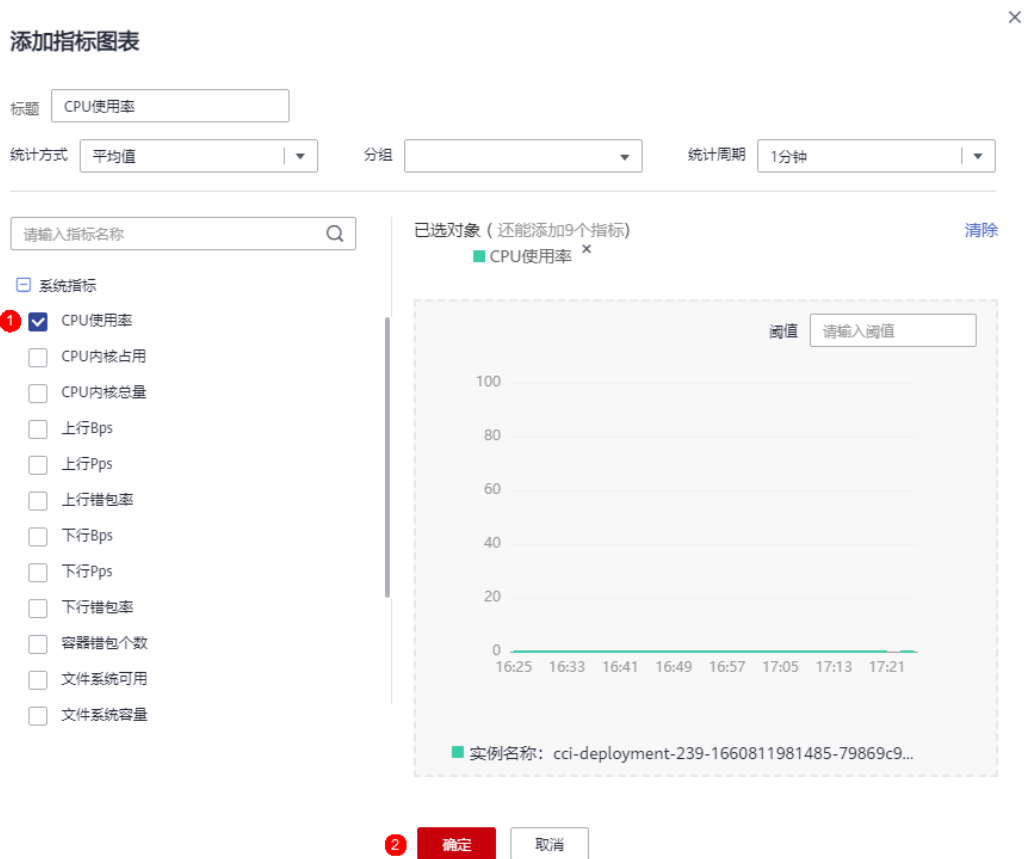 添加指标图表
标题 CPU使用率
统计方式 平均值 分组 统计周期 1分钟
请输入指标名称
系统指标
1 CPU使用率
CPU内核占用
CPU内核总量
上行Bps
上行Pps
上行错包率
下行Bps
下行Pps
下行错包率
容器错包个数
文件系统可用
文件系统容量
已选对象 ( 还能添加9个指标) 清除
CPU使用率 ×
阈值 请输入阈值
100
80
60
40
20
0
16:25 16:33 16:41 16:49 16:57 17:05 17:13 17:21
实例名称：cci-deployment-239-1660811981485-79869c9...
2 确定 取消